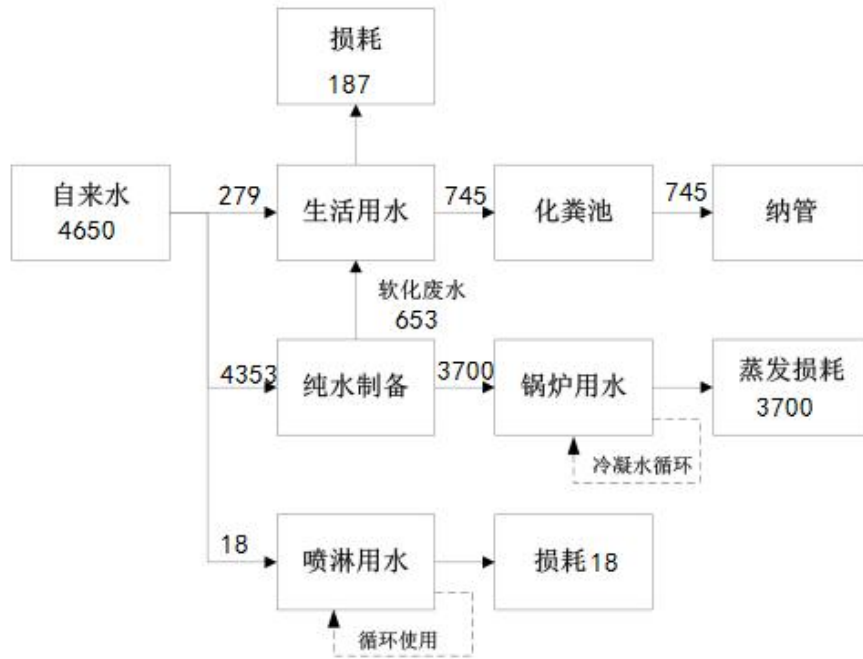 损耗
187
自来水
4650
279
生活用水
745
化粪池
745
纳管
软化废水
653
4353
纯水制备
3700
锅炉用水
蒸发损耗
3700
冷凝水循环
18
喷淋用水
损耗18
循环使用